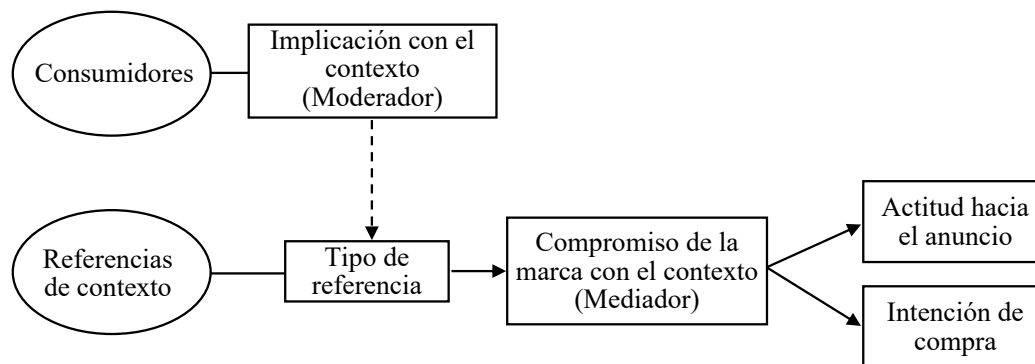 Consumidores
Implicación con el
contexto
(Moderador)
Referencias
de contexto
Tipo de
referencia
Compromiso de la
marca con el contexto
(Mediador)
Actitud hacia
el anuncio
Intención de
compra